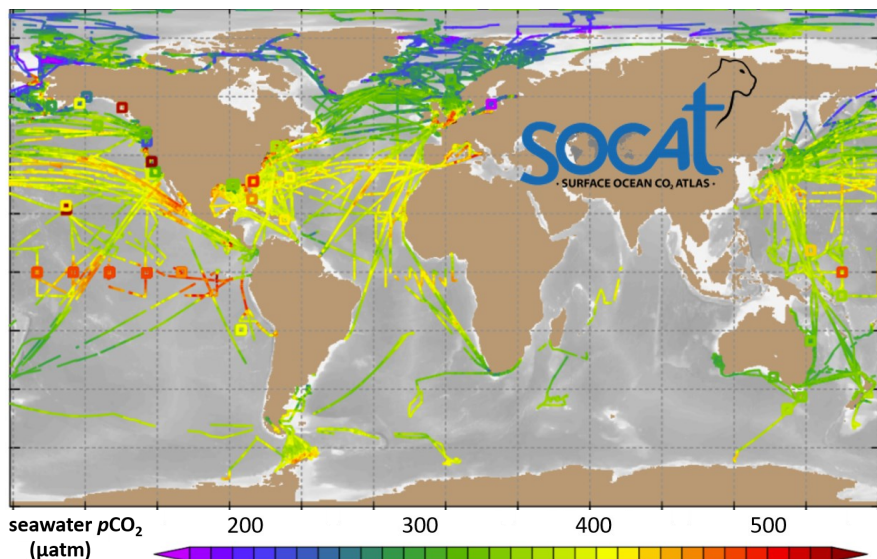 SOCAt
· SURFACE OCEAN CO₂ ATLAS ·
seawater pCO₂ 200 300 400 500
(µatm)